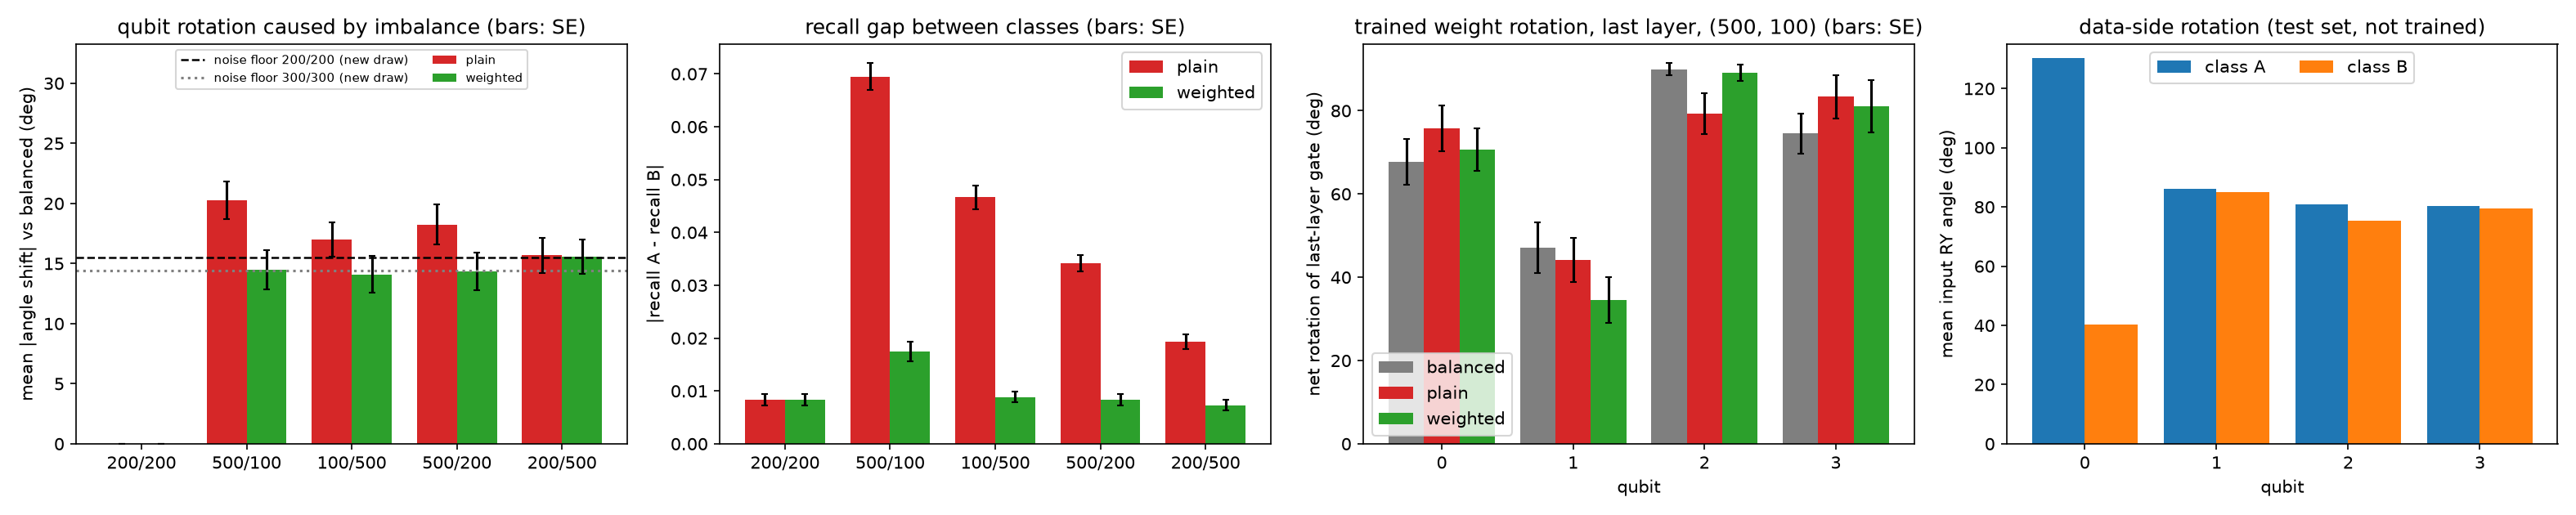 qubit rotation caused by imbalance (bars: SE)
mean |angle shift| vs balanced (deg)
30
25
20
15
10
5
0
noise floor 200/200 (new draw)
noise floor 300/300 (new draw)
plain
weighted
200/200
500/100
100/500
500/200
200/500
recall gap between classes (bars: SE)
|recall A - recall B|
0.07
0.06
0.05
0.04
0.03
0.02
0.01
0.00
plain
weighted
200/200
500/100
100/500
500/200
200/500
trained weight rotation, last layer, (500, 100) (bars: SE)
net rotation of last-layer gate (deg)
80
60
40
20
0
balanced
plain
weighted
0
1
2
3
qubit
data-side rotation (test set, not trained)
mean input RY angle (deg)
120
100
80
60
40
20
0
class A
class B
0
1
2
3
qubit